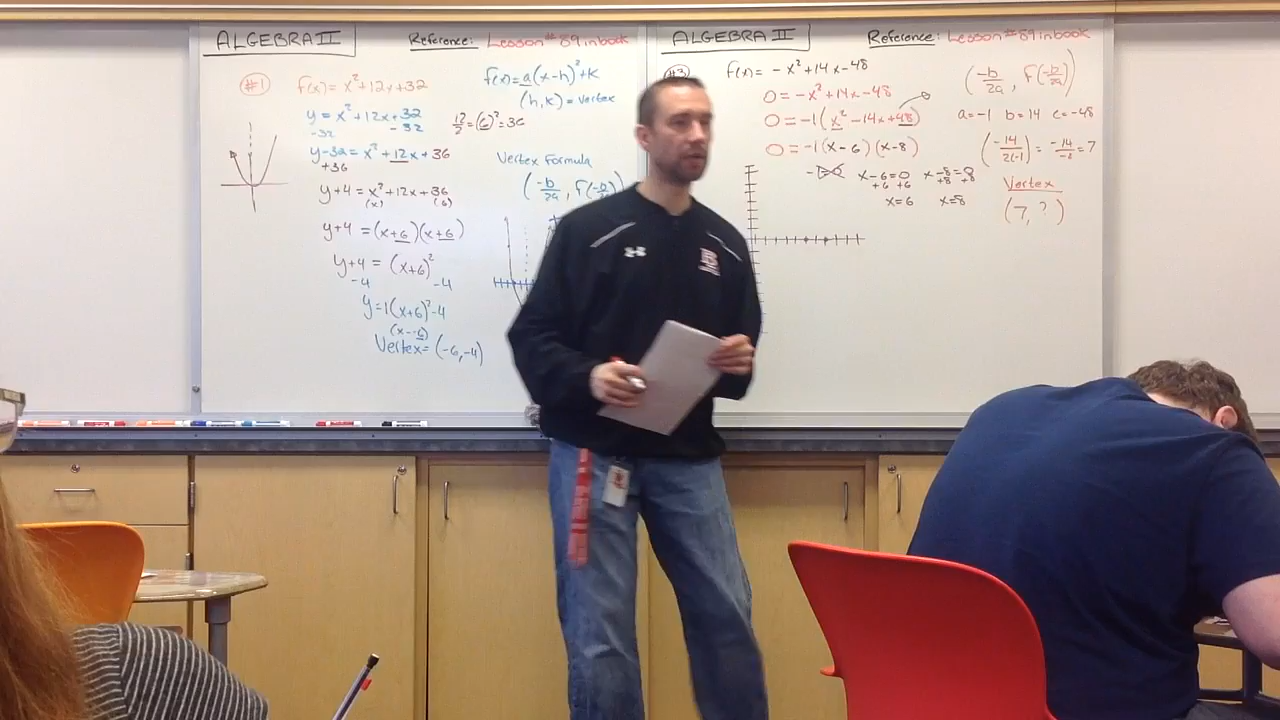 ALGEBRA II
Reference: Lesson # 89 in book
#1
f(x) = x²+12x+32
y = x²+12x+32
-32 -32
y-32 = x²+12x+36
+36
y+4 = x²+12x+36
(x) (6)
y+4 = (x+6)(x+6)
y+4 = (x+6)²
-4 -4
y=1(x+6)²-4
(x--6)
Vertex= (-6,-4)
f(x)=a(x-h)²+k
(h,k) = vertex
12/2 = (6)²=36
Vertex Formula
(-b/2a, f(-b/2a))
ALGEBRA II
Reference: Lesson # 89 in book
#3
f(x) = -x²+14x-48
0 = -x²+14x-48
0 = -1(x²-14x+48)
0 = -1(x-6)(x-8)
x-6=0 x-8=0
+6 +6 +8 +8
x=6 x=8
(-b/2a, f(-b/2a))
a=-1 b=14 c=-48
(-14/2(-1)) = -14/-2 = 7
Vertex
(7, ?)